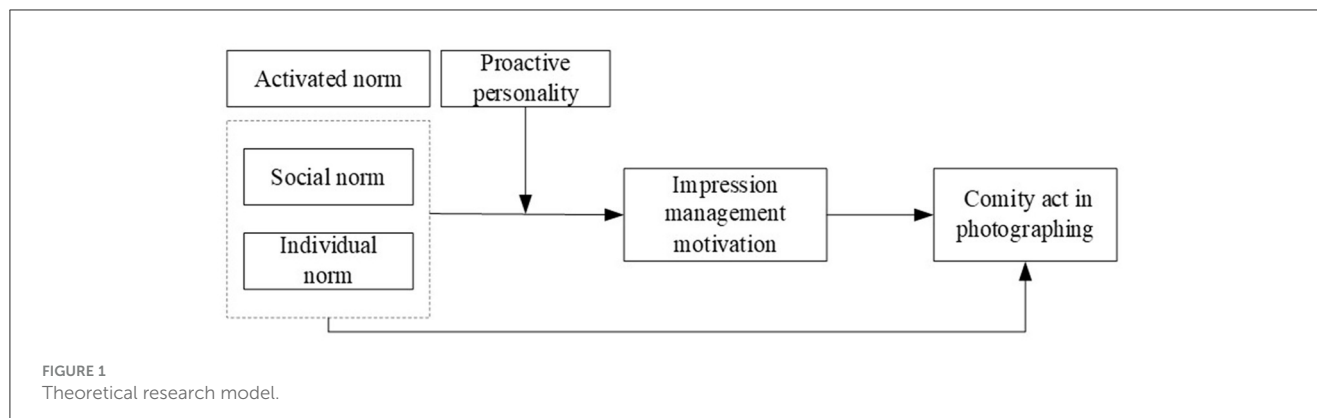 Activated norm
Proactive
personality
Social norm
Individual
norm
Impression
management
motivation
Comity act in
photographing
FIGURE 1
Theoretical research model.